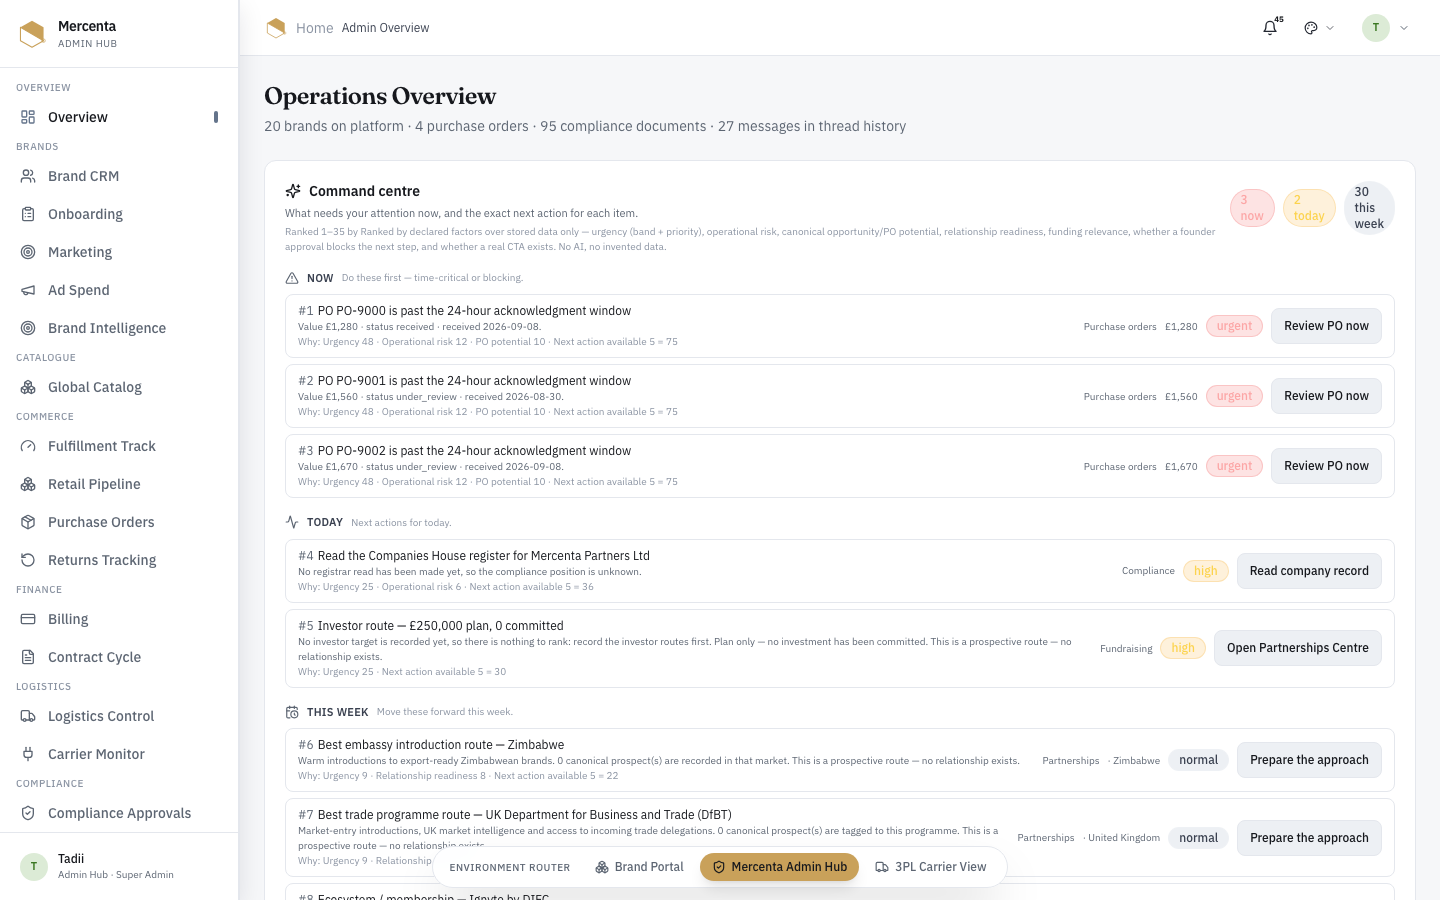 Mercenta
ADMIN HUB
OVERVIEW
Overview
BRANDS
Brand CRM
Onboarding
Marketing
Ad Spend
Brand Intelligence
CATALOGUE
Global Catalog
COMMERCE
Fulfillment Track
Retail Pipeline
Purchase Orders
Returns Tracking
FINANCE
Billing
Contract Cycle
LOGISTICS
Logistics Control
Carrier Monitor
COMPLIANCE
Compliance Approvals
T
Tadii
Admin Hub · Super Admin
Home Admin Overview
45
T
Operations Overview
20 brands on platform · 4 purchase orders · 95 compliance documents · 27 messages in thread history
Command centre
What needs your attention now, and the exact next action for each item.
Ranked 1–35 by Ranked by declared factors over stored data only — urgency (band + priority), operational risk, canonical opportunity/PO potential, relationship readiness, funding relevance, whether a founder
approval blocks the next step, and whether a real CTA exists. No AI, no invented data.
3
now
2
today
30
this
week
NOW Do these first — time-critical or blocking.
#1 PO PO-9000 is past the 24-hour acknowledgment window
Value £1,280 · status received · received 2026-09-08.
Why: Urgency 48 · Operational risk 12 · PO potential 10 · Next action available 5 = 75
Purchase orders £1,280 urgent Review PO now
#2 PO PO-9001 is past the 24-hour acknowledgment window
Value £1,560 · status under_review · received 2026-08-30.
Why: Urgency 48 · Operational risk 12 · PO potential 10 · Next action available 5 = 75
Purchase orders £1,560 urgent Review PO now
#3 PO PO-9002 is past the 24-hour acknowledgment window
Value £1,670 · status under_review · received 2026-09-08.
Why: Urgency 48 · Operational risk 12 · PO potential 10 · Next action available 5 = 75
Purchase orders £1,670 urgent Review PO now
TODAY Next actions for today.
#4 Read the Companies House register for Mercenta Partners Ltd
No registrar read has been made yet, so the compliance position is unknown.
Why: Urgency 25 · Operational risk 6 · Next action available 5 = 36
Compliance high Read company record
#5 Investor route — £250,000 plan, 0 committed
No investor target is recorded yet, so there is nothing to rank: record the investor routes first. Plan only — no investment has been committed. This is a prospective route — no
relationship exists.
Why: Urgency 25 · Next action available 5 = 30
Fundraising high Open Partnerships Centre
THIS WEEK Move these forward this week.
#6 Best embassy introduction route — Zimbabwe
Warm introductions to export-ready Zimbabwean brands. 0 canonical prospect(s) are recorded in that market. This is a prospective route — no relationship exists.
Why: Urgency 9 · Relationship readiness 8 · Next action available 5 = 22
Partnerships · Zimbabwe normal Prepare the approach
#7 Best trade programme route — UK Department for Business and Trade (DfBT)
Market-entry introductions, UK market intelligence and access to incoming trade delegations. 0 canonical prospect(s) are tagged to this programme. This is a
prospective route — no relationship exists.
Why: Urgency 9 · Relationship
Partnerships · United Kingdom normal Prepare the approach
#8 Ecosystem / membership — Ignyte by DIFC
ENVIRONMENT ROUTER Brand Portal Mercenta Admin Hub 3PL Carrier View